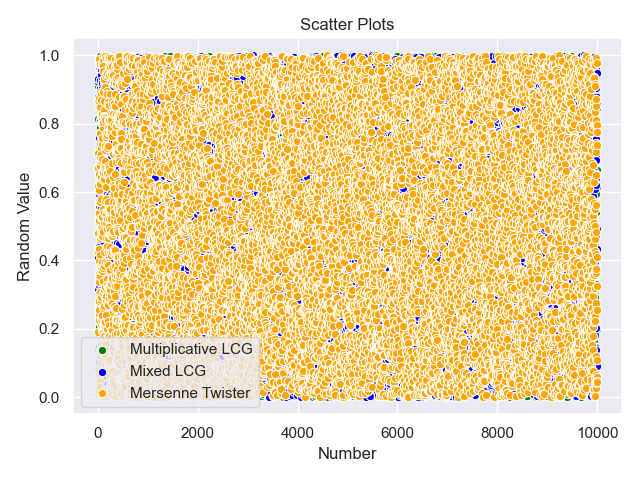 Scatter Plots
1.0
0.8
0.6
0.4
0.2
0.0
Random Value
Multiplicative LCG
Mixed LCG
Mersenne Twister
0
2000
4000
6000
8000
10000
Number